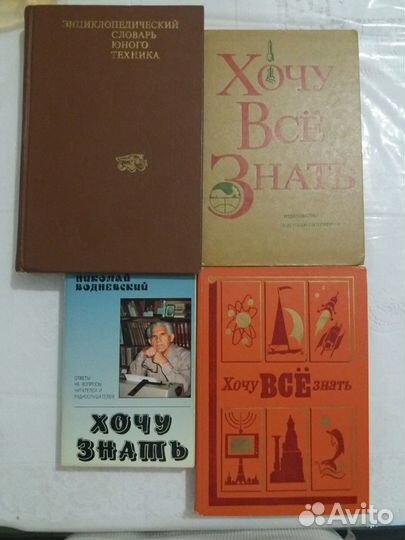 ЭНЦИКЛОПЕДИЧЕСКИЙ
СЛОВАРЬ
ЮНОГО
ТЕХНИКА
ХОЧУ
ВСЁ
ЗНАТЬ
ИЗДАТЕЛЬСТВО
НИКОЛАЙ
ВОДНЕВСКИЙ
ОТВЕТЫ
НА ВОПРОСЫ
ЧИТАТЕЛЕЙ И
РАДИОСЛУШАТЕЛЕЙ
ХОЧУ
ЗНАТЬ
Хочу ВСЁ знать
Avito